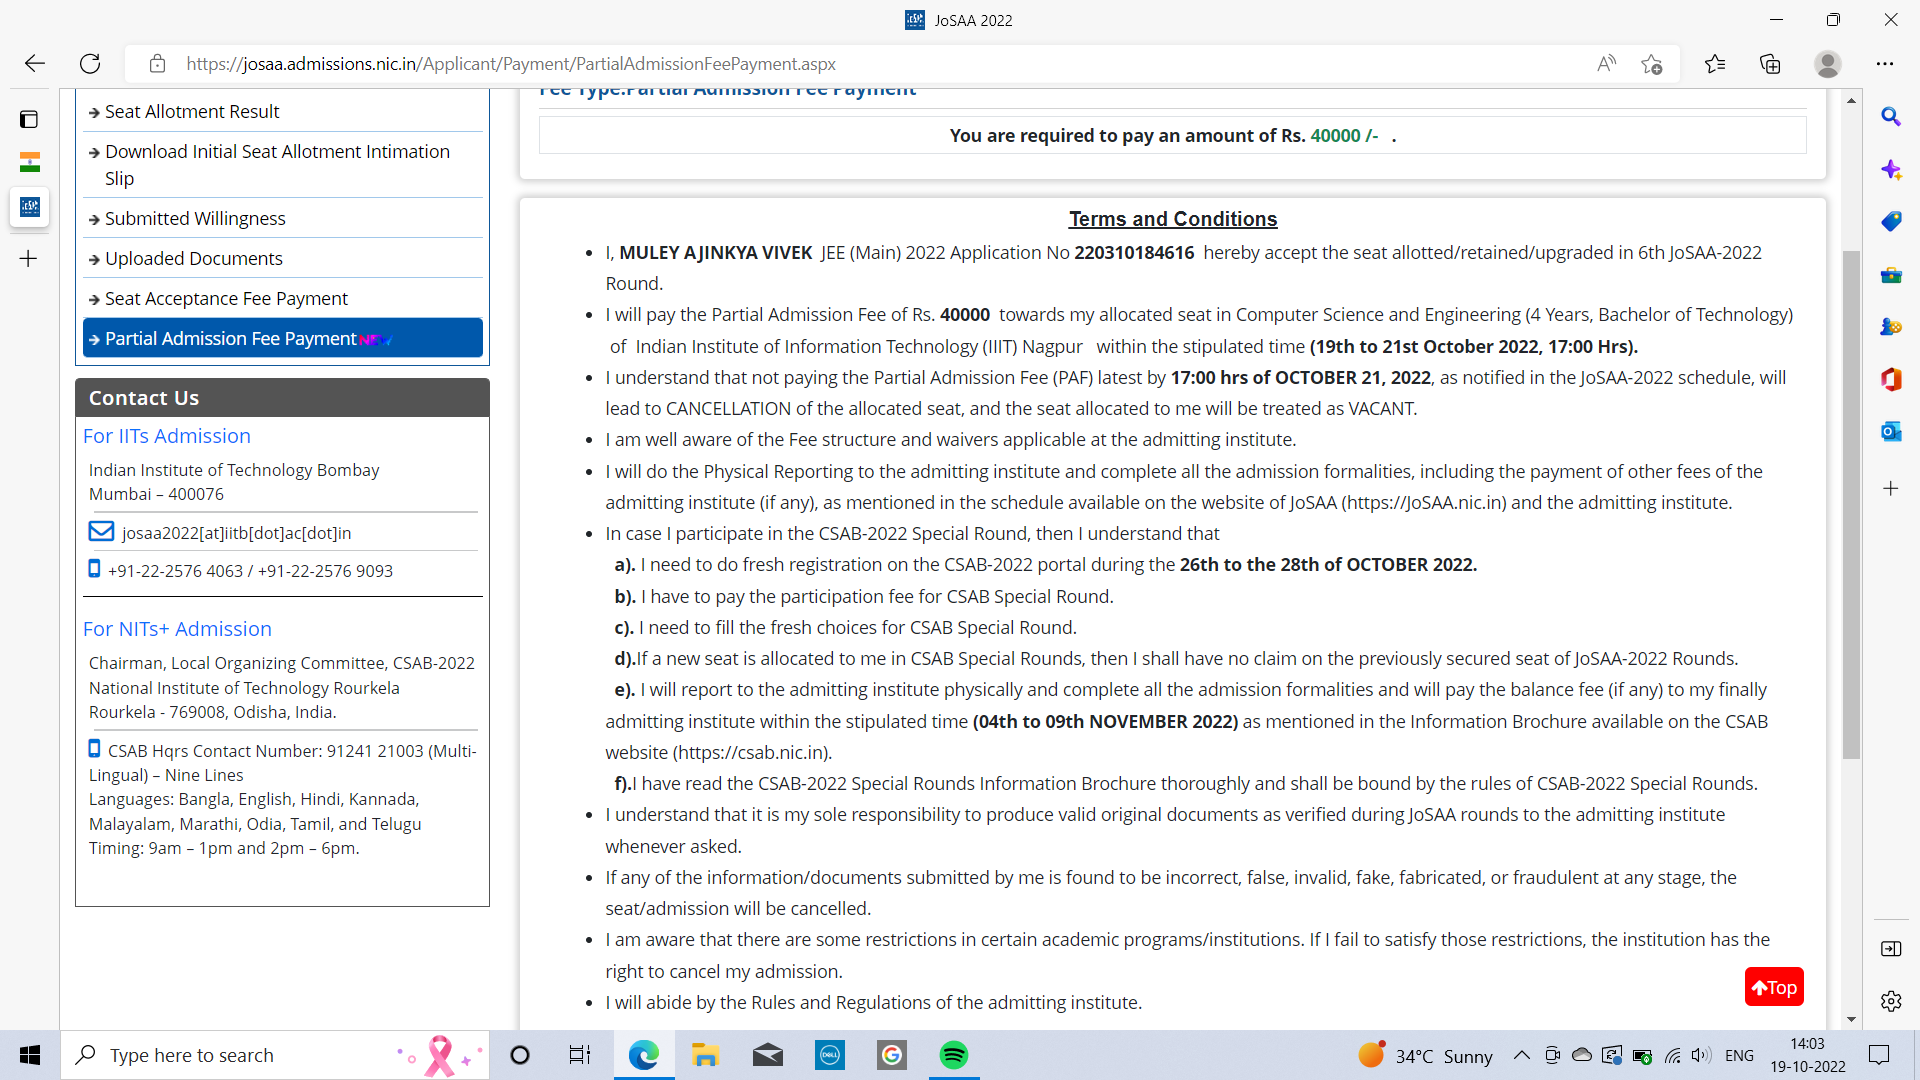 JoSAA 2022
https://josaa.admissions.nic.in/Applicant/Payment/PartialAdmissionFeePayment.aspx
Seat Allotment Result
Download Initial Seat Allotment Intimation
Slip
Submitted Willingness
Uploaded Documents
Seat Acceptance Fee Payment
Partial Admission Fee Payment NEW
Contact Us
For IITs Admission
Indian Institute of Technology Bombay
Mumbai – 400076
josaa2022[at]iitb[dot]ac[dot]in
+91-22-2576 4063 / +91-22-2576 9093
For NITs+ Admission
Chairman, Local Organizing Committee, CSAB-2022
National Institute of Technology Rourkela
Rourkela - 769008, Odisha, India.
CSAB Hqrs Contact Number: 91241 21003 (Multi-
Lingual) – Nine Lines
Languages: Bangla, English, Hindi, Kannada,
Malayalam, Marathi, Odia, Tamil, and Telugu
Timing: 9am – 1pm and 2pm – 6pm.
Fee Type:Partial Admission Fee Payment
You are required to pay an amount of Rs. 40000 /- .
Terms and Conditions
I, MULEY AJINKYA VIVEK JEE (Main) 2022 Application No 220310184616 hereby accept the seat allotted/retained/upgraded in 6th JoSAA-2022
Round.
I will pay the Partial Admission Fee of Rs. 40000 towards my allocated seat in Computer Science and Engineering (4 Years, Bachelor of Technology)
of Indian Institute of Information Technology (IIIT) Nagpur within the stipulated time (19th to 21st October 2022, 17:00 Hrs).
I understand that not paying the Partial Admission Fee (PAF) latest by 17:00 hrs of OCTOBER 21, 2022, as notified in the JoSAA-2022 schedule, will
lead to CANCELLATION of the allocated seat, and the seat allocated to me will be treated as VACANT.
I am well aware of the Fee structure and waivers applicable at the admitting institute.
I will do the Physical Reporting to the admitting institute and complete all the admission formalities, including the payment of other fees of the
admitting institute (if any), as mentioned in the schedule available on the website of JoSAA (https://JoSAA.nic.in) and the admitting institute.
In case I participate in the CSAB-2022 Special Round, then I understand that
a). I need to do fresh registration on the CSAB-2022 portal during the 26th to the 28th of OCTOBER 2022.
b). I have to pay the participation fee for CSAB Special Round.
c). I need to fill the fresh choices for CSAB Special Round.
d).If a new seat is allocated to me in CSAB Special Rounds, then I shall have no claim on the previously secured seat of JoSAA-2022 Rounds.
e). I will report to the admitting institute physically and complete all the admission formalities and will pay the balance fee (if any) to my finally
admitting institute within the stipulated time (04th to 09th NOVEMBER 2022) as mentioned in the Information Brochure available on the CSAB
website (https://csab.nic.in).
f).I have read the CSAB-2022 Special Rounds Information Brochure thoroughly and shall be bound by the rules of CSAB-2022 Special Rounds.
I understand that it is my sole responsibility to produce valid original documents as verified during JoSAA rounds to the admitting institute
whenever asked.
If any of the information/documents submitted by me is found to be incorrect, false, invalid, fake, fabricated, or fraudulent at any stage, the
seat/admission will be cancelled.
I am aware that there are some restrictions in certain academic programs/institutions. If I fail to satisfy those restrictions, the institution has the
right to cancel my admission.
I will abide by the Rules and Regulations of the admitting institute.
Top
Type here to search
DELL
G
34°C Sunny
ENG
14:03
19-10-2022